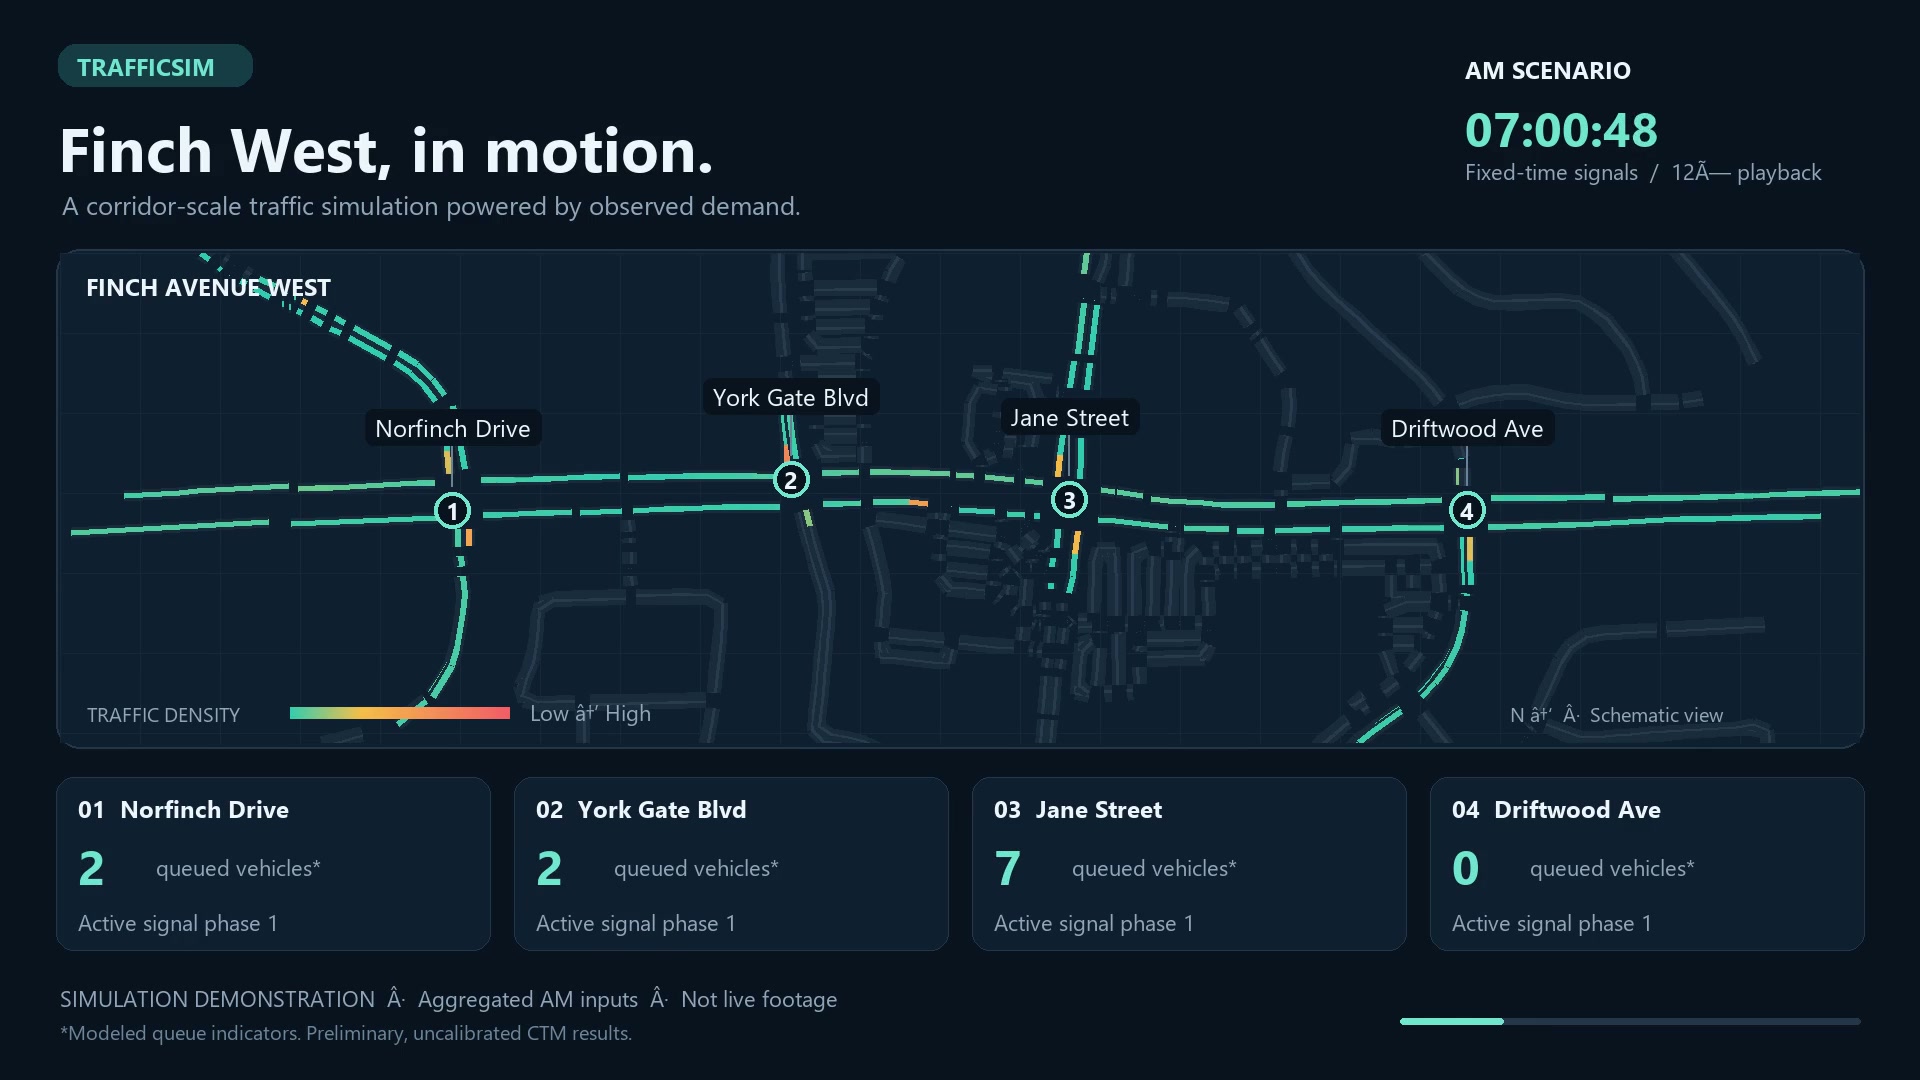 TRAFFICSIM
AM SCENARIO
07:00:48
Fixed-time signals / 12Ã— playback
Finch West, in motion.
A corridor-scale traffic simulation powered by observed demand.
FINCH AVENUE WEST
York Gate Blvd
Jane Street
Norfinch Drive
Driftwood Ave
1
2
3
4
TRAFFIC DENSITY
Low â†’ High
N â†‘ Â· Schematic view
01 Norfinch Drive
2 queued vehicles*
Active signal phase 1
02 York Gate Blvd
2 queued vehicles*
Active signal phase 1
03 Jane Street
7 queued vehicles*
Active signal phase 1
04 Driftwood Ave
0 queued vehicles*
Active signal phase 1
SIMULATION DEMONSTRATION Â· Aggregated AM inputs Â· Not live footage
*Modeled queue indicators. Preliminary, uncalibrated CTM results.